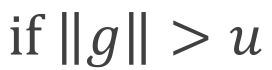 if ‖g‖ > u